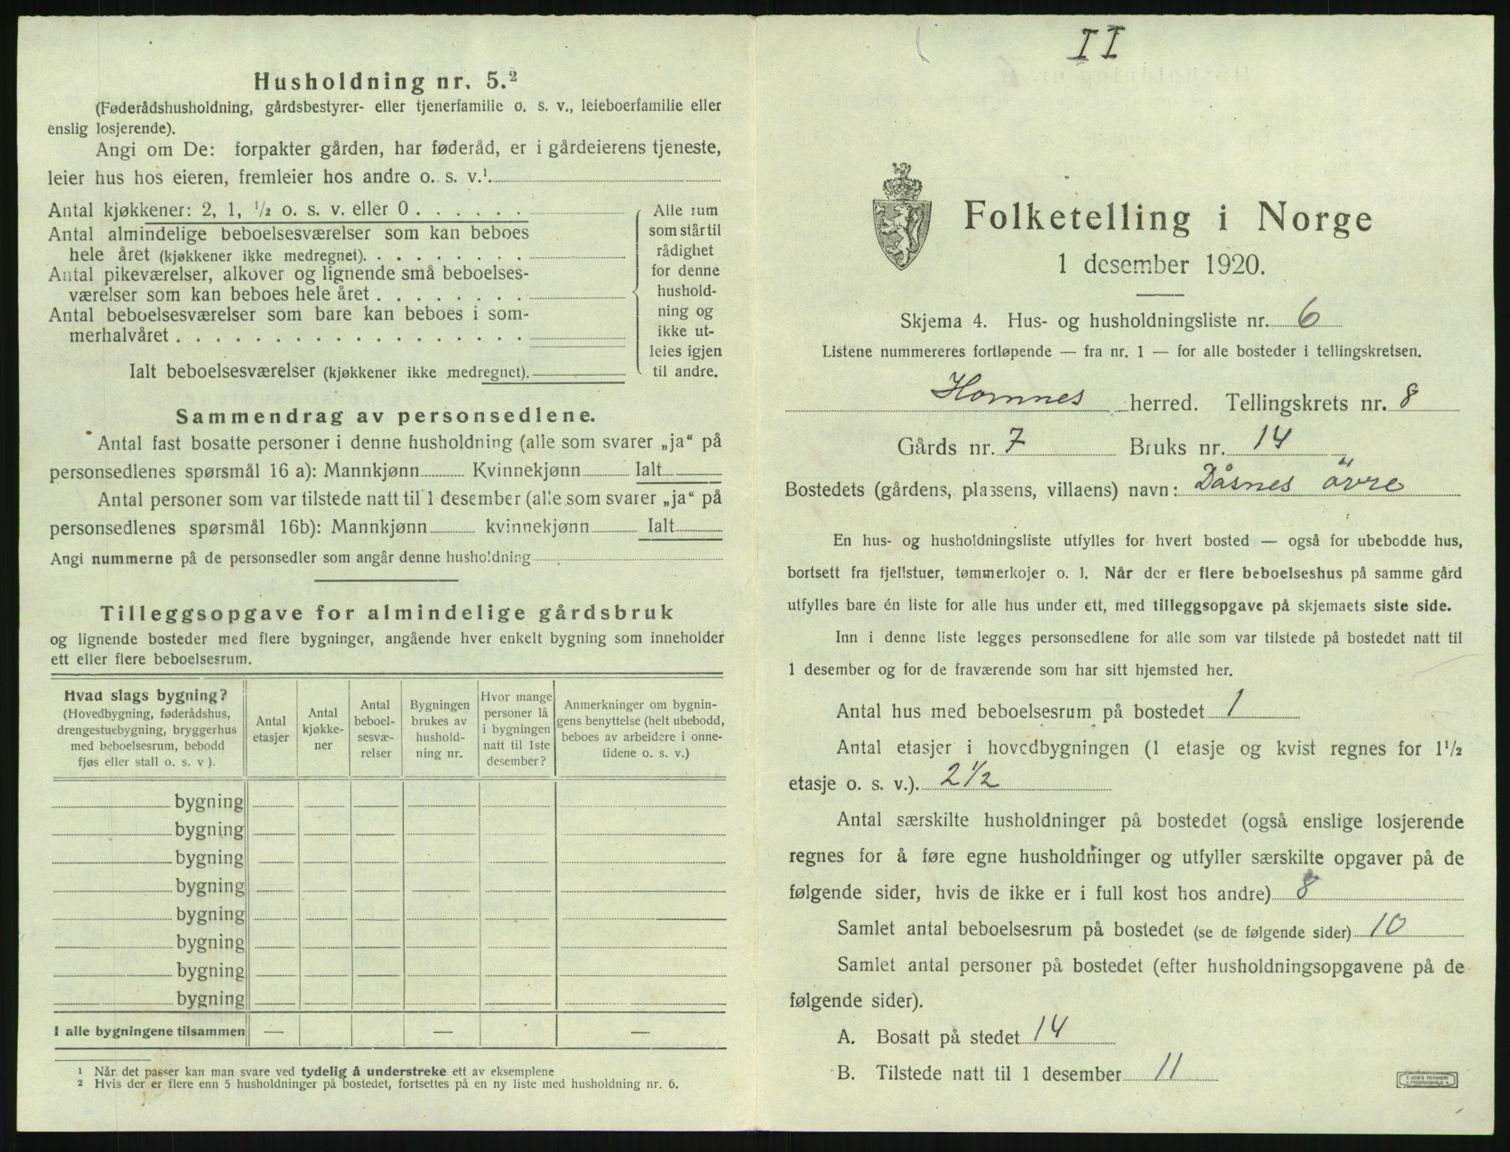 Husholdning nr. 5.²
(Føderådshusholdning, gårdsbestyrer- eller tjenerfamilie o. s. v., leieboerfamilie eller
enslig losjerende).
Angi om De: forpakter gården, har føderåd, er i gårdeierens tjeneste,
leier hus hos eieren, fremleier hos andre o. s. v.¹
Antal kjøkkener: 2, 1, ½ o. s. v. eller 0
Antal almindelige beboelsesværelser som kan beboes
hele året (kjøkkener ikke medregnet)
Antal pikeværelser, alkover og lignende små beboelses-
værelser som kan beboes hele året
Antal beboelsesværelser som bare kan beboes i som-
merhalvåret
Ialt beboelsesværelser (kjøkkener ikke medregnet).
Alle rum
som står til
rådighet
for denne
hushold-
ning og
ikke ut-
leies igjen
til andre.
Sammendrag av personsedlene.
Antal fast bosatte personer i denne husholdning (alle som svarer „ja“ på
personsedlenes spørsmål 16 a): Mannkjønn Kvinnekjønn Ialt
Antal personer som var tilstede natt til 1 desember (alle som svarer „ja“ på
personsedlenes spørsmål 16b): Mannkjønn kvinnekjønn Ialt
Angi nummerne på de personsedler som angår denne husholdning
Tilleggsopgave for almindelige gårdsbruk
og lignende bosteder med flere bygninger, angående hver enkelt bygning som inneholder
ett eller flere beboelsesrum.
Hvad slags bygning?
(Hovedbygning, føderådshus,
drengestuebygning, bryggerhus
med beboelsesrum, bebodd
fjøs eller stall o. s. v ).
Antal
etasjer
Antal
kjøkke-
ner
Antal
beboel-
sesvæ-
relser
Bygningen
brukes av
hushold-
ning nr.
Hvor mange
personer lå
i bygningen
natt til 1ste
desember?
Anmerkninger om bygnin-
gens benyttelse (helt ubebodd,
beboes av arbeidere i onne-
tidene o. s. v.)
bygning
bygning
bygning
bygning
bygning
bygning
bygning
bygning
I alle bygningene tilsammen — — —
¹ Når det passer kan man svare ved tydelig å understreke ett av eksemplene
² Hvis der er flere enn 5 husholdninger på bostedet, fortsettes på en ny liste med husholdning nr. 6.
II
Folketelling i Norge
1 desember 1920.
Skjema 4. Hus- og husholdningsliste nr. 6
Listene nummereres fortløpende — fra nr. 1 — for alle bosteder i tellingskretsen.
Hornnes herred. Tellingskrets nr. 8
Gårds nr. 7 Bruks nr. 14
Bostedets (gårdens, plassens, villaens) navn: Dåsnes övre
En hus- og husholdningsliste utfylles for hvert bosted — også for ubebodde hus,
bortsett fra fjellstuer, tømmerkojer o. l. Når der er flere beboelseshus på samme gård
utfylles bare én liste for alle hus under ett, med tilleggsopgave på skjemaets siste side.
Inn i denne liste legges personsedlene for alle som var tilstede på bostedet natt til
1 desember og for de fraværende som har sitt hjemsted her.
Antal hus med beboelsesrum på bostedet 1
Antal etasjer i hovedbygningen (1 etasje og kvist regnes for 1½
etasje o. s. v.). 2½
Antal særskilte husholdninger på bostedet (også enslige losjerende
regnes for å føre egne husholdninger og utfyller særskilte opgaver på de
følgende sider, hvis de ikke er i full kost hos andre) 8
Samlet antal beboelsesrum på bostedet (se de følgende sider) 10
Samlet antal personer på bostedet (efter husholdningsopgavene på de
følgende sider).
A. Bosatt på stedet 14
B. Tilstede natt til 1 desember 11